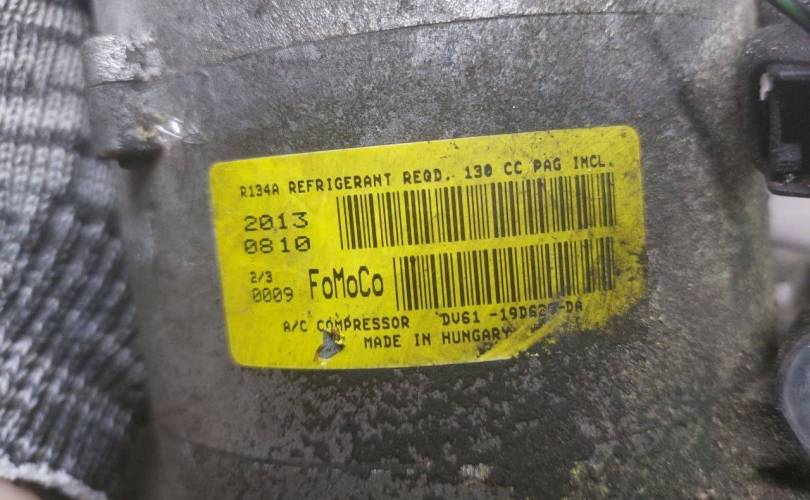 R134A REFRIGERANT REQD. 130 CC PAG INCL.
2013
0810
2/3
0009 FoMoCo
A/C COMPRESSOR
MADE IN HUNGARY